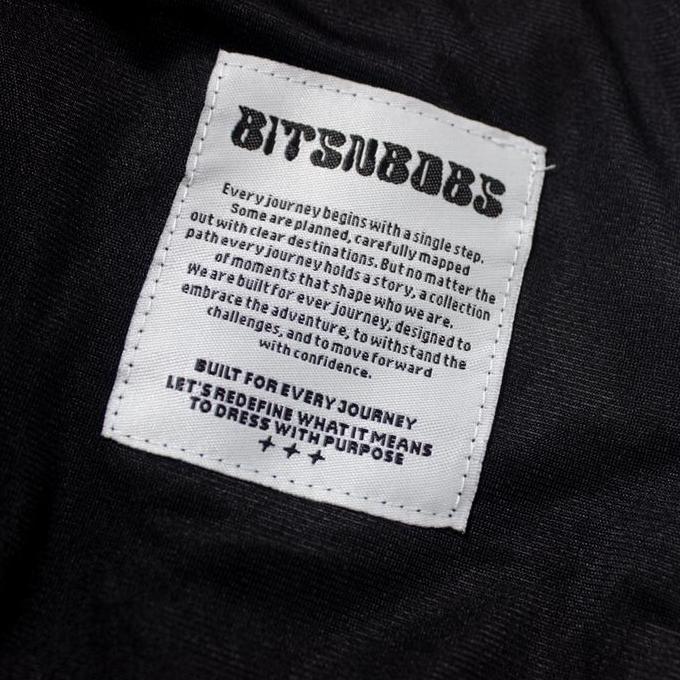 BITSNBOBS
Every journey begins with a single step.
Some are planned, carefully mapped
out with clear destinations. But no matter the
path every journey holds a story, a collection
of moments that shape who we are.
We are built for ever journey, designed to
embrace the adventure, to withstand the
challenges, and to move forward
with confidence.
BUILT FOR EVERY JOURNEY
LET'S REDEFINE WHAT IT MEANS
TO DRESS WITH PURPOSE